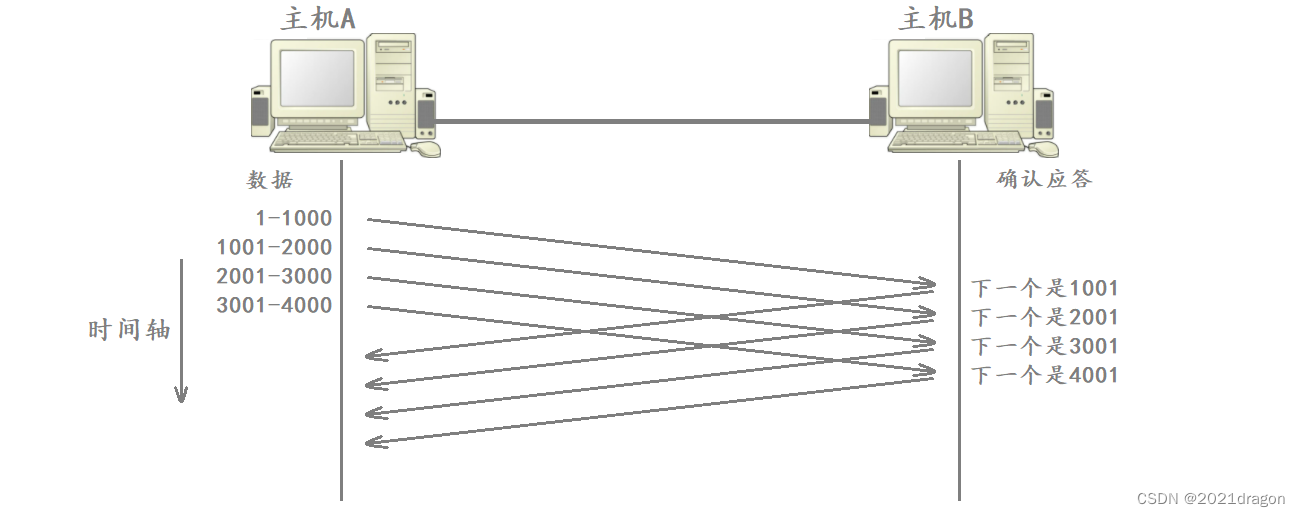 主机A
主机B
数据
确认应答
1-1000
1001-2000
2001-3000
3001-4000
时间轴
下一个是1001
下一个是2001
下一个是3001
下一个是4001
CSDN @2021dragon